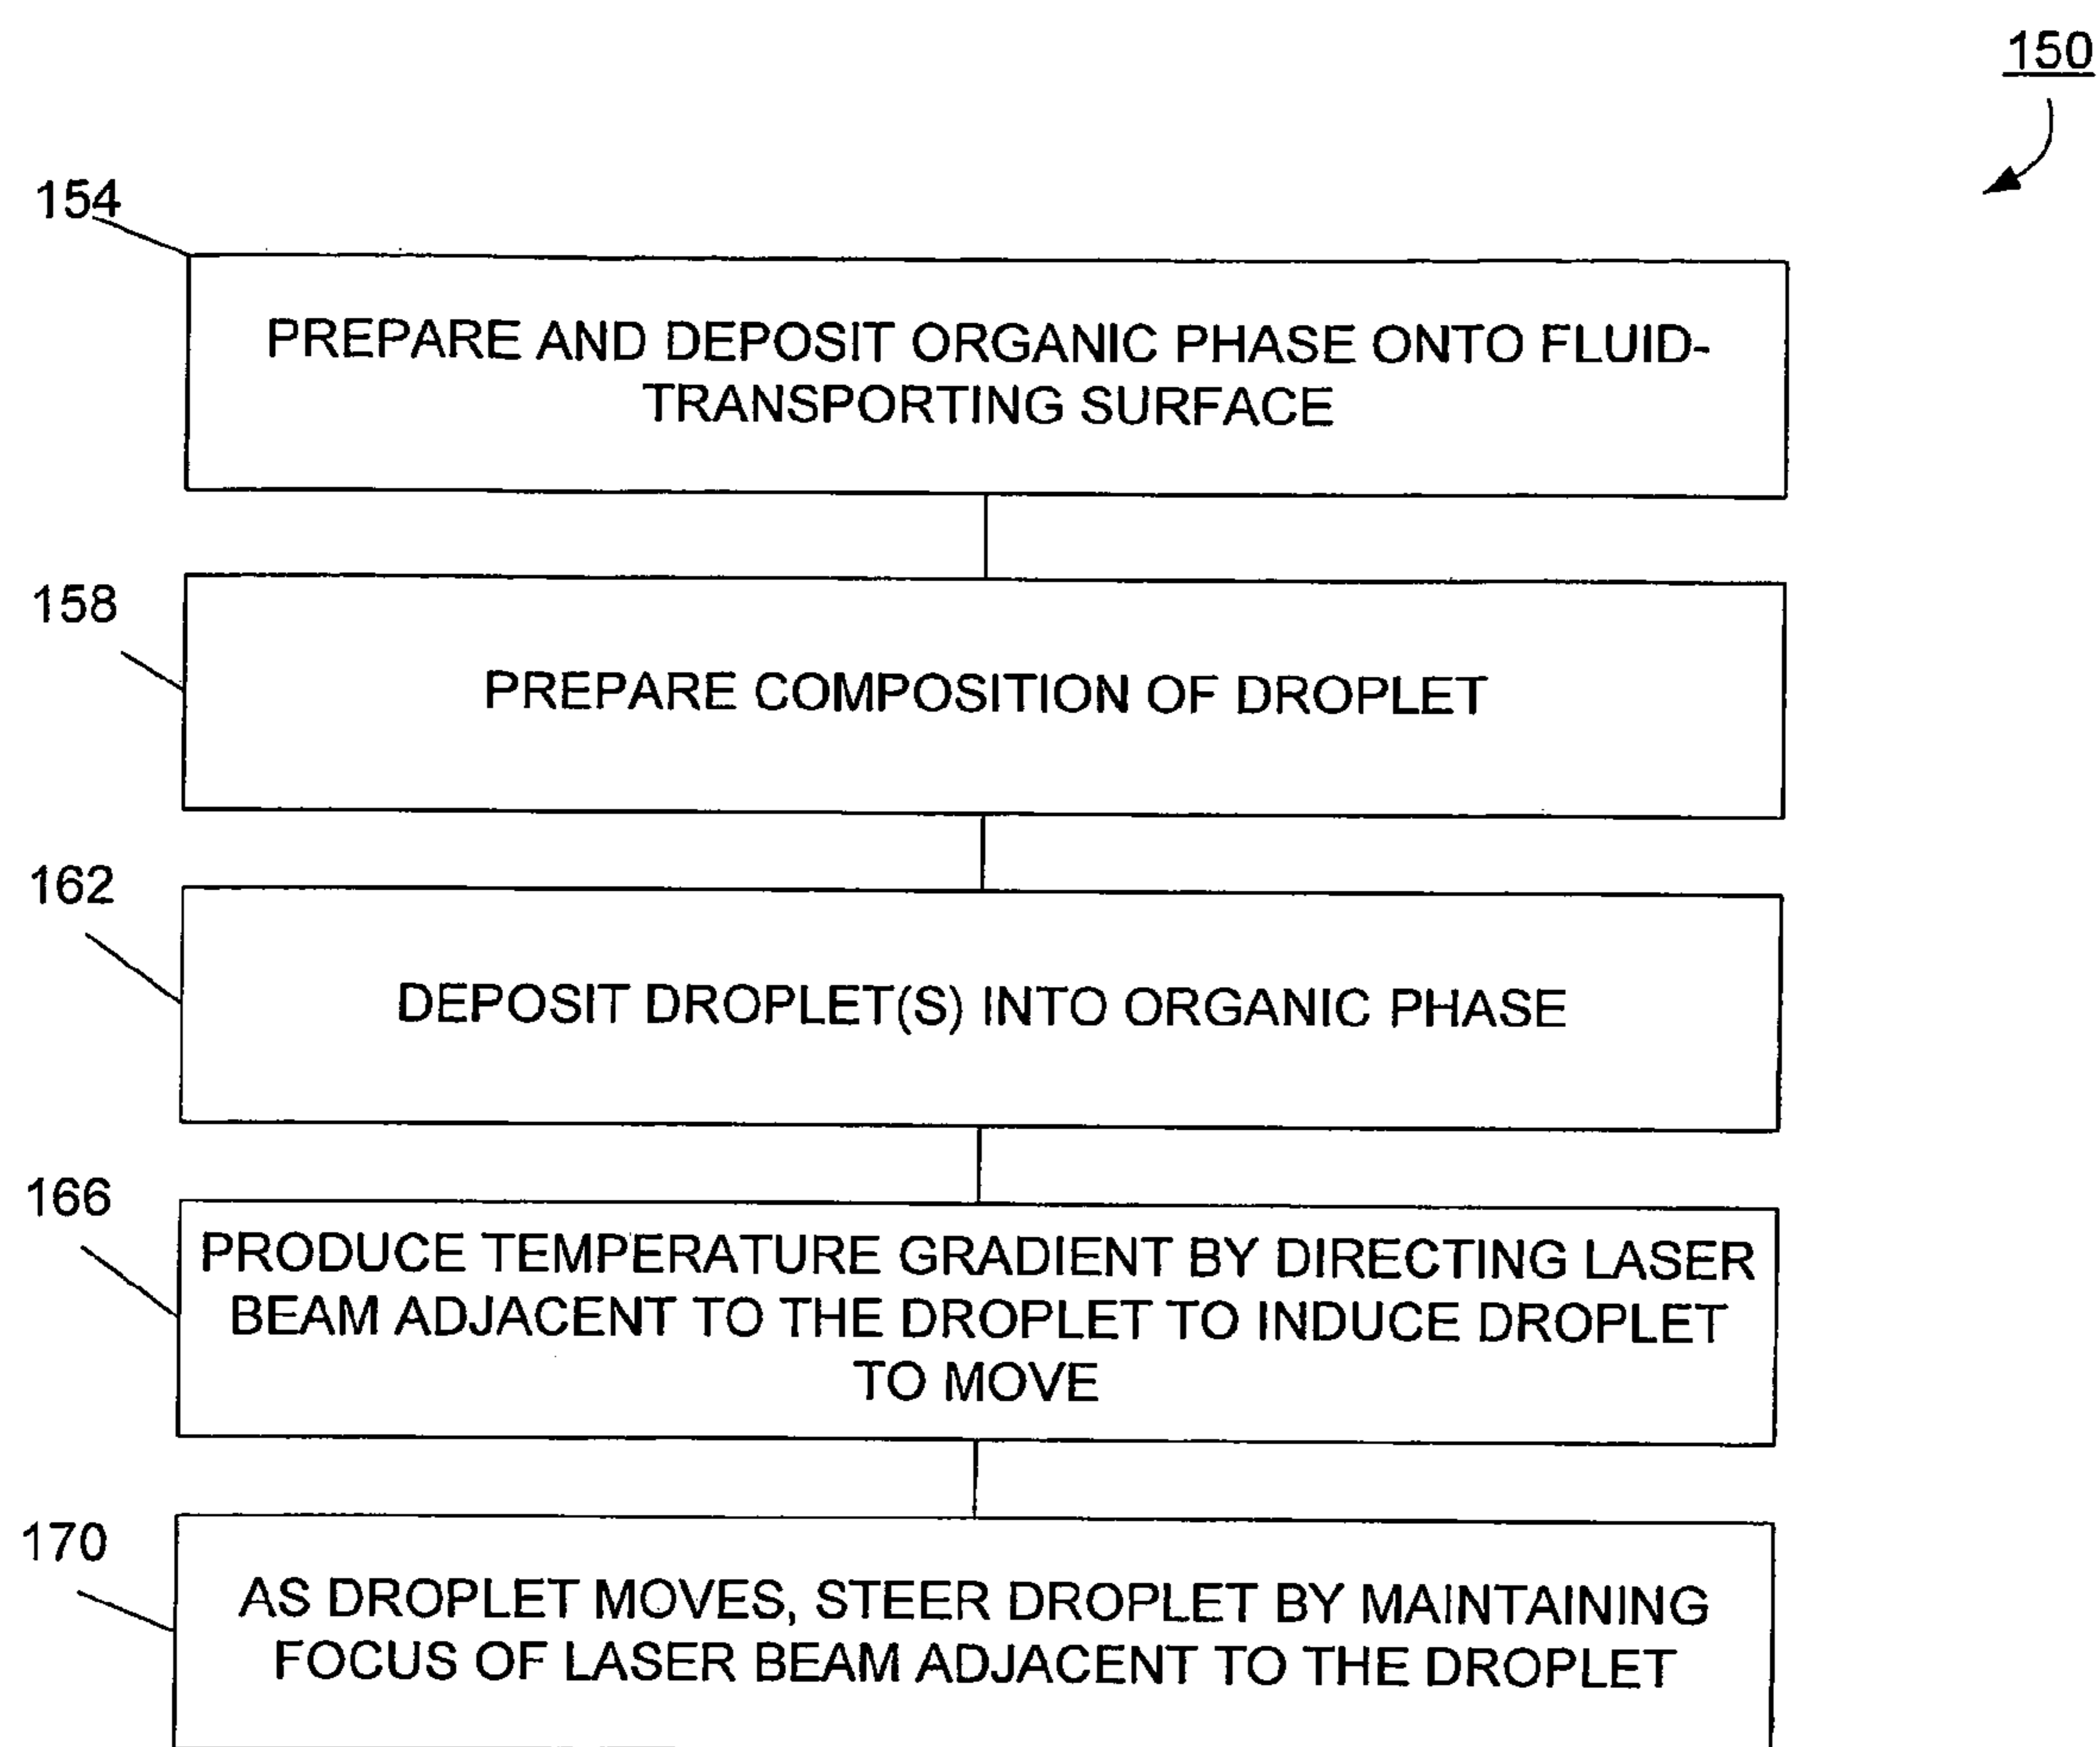 150
154
PREPARE AND DEPOSIT ORGANIC PHASE ONTO FLUID-
TRANSPORTING SURFACE
158
PREPARE COMPOSITION OF DROPLET
162
DEPOSIT DROPLET(S) INTO ORGANIC PHASE
166
PRODUCE TEMPERATURE GRADIENT BY DIRECTING LASER
BEAM ADJACENT TO THE DROPLET TO INDUCE DROPLET
TO MOVE
170
AS DROPLET MOVES, STEER DROPLET BY MAINTAINING
FOCUS OF LASER BEAM ADJACENT TO THE DROPLET